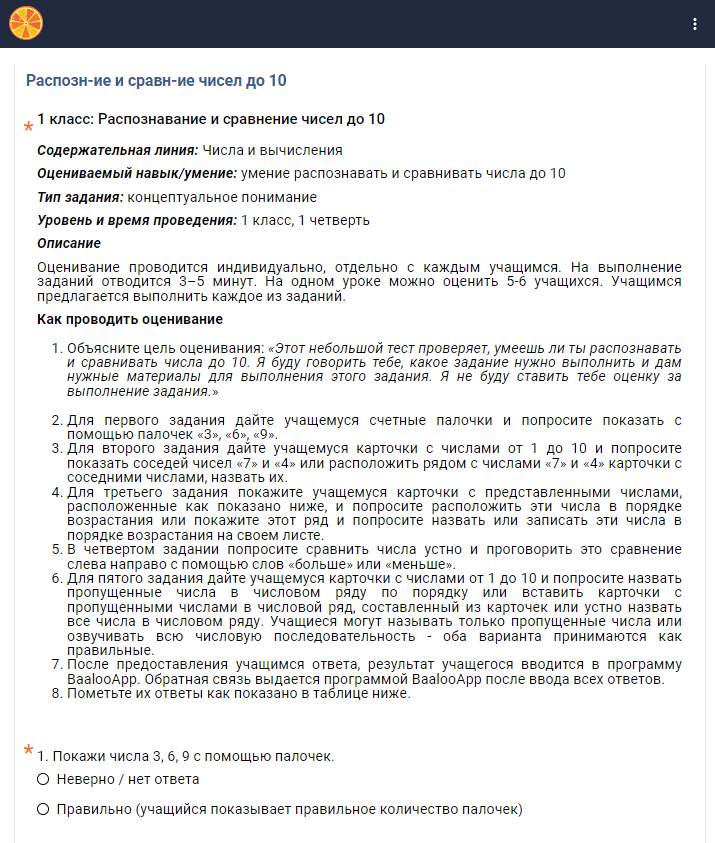 Распозн-ие и сравн-ие чисел до 10
* 1 класс: Распознавание и сравнение чисел до 10
Содержательная линия: Числа и вычисления
Оцениваемый навык/умение: умение распознавать и сравнивать числа до 10
Тип задания: концептуальное понимание
Уровень и время проведения: 1 класс, 1 четверть
Описание
Оценивание проводится индивидуально, отдельно с каждым учащимся. На выполнение
заданий отводится 3–5 минут. На одном уроке можно оценить 5-6 учащихся. Учащимся
предлагается выполнить каждое из заданий.
Как проводить оценивание
1. Объясните цель оценивания: «Этот небольшой тест проверяет, умеешь ли ты распознавать
и сравнивать числа до 10. Я буду говорить тебе, какое задание нужно выполнить и дам
нужные материалы для выполнения этого задания. Я не буду ставить тебе оценку за
выполнение задания.»
2. Для первого задания дайте учащемуся счетные палочки и попросите показать с
помощью палочек «3», «6», «9».
3. Для второго задания дайте учащемуся карточки с числами от 1 до 10 и попросите
показать соседей чисел «7» и «4» или расположить рядом с числами «7» и «4» карточки с
соседними числами, назвать их.
4. Для третьего задания покажите учащемуся карточки с представленными числами,
расположенные как показано ниже, и попросите расположить эти числа в порядке
возрастания или покажите этот ряд и попросите назвать или записать эти числа в
порядке возрастания на своем листе.
5. В четвертом задании попросите сравнить числа устно и проговорить это сравнение
слева направо с помощью слов «больше» или «меньше».
6. Для пятого задания дайте учащемуся карточки с числами от 1 до 10 и попросите назвать
пропущенные числа в числовом ряду по порядку или вставить карточки с
пропущенными числами в числовой ряд, составленный из карточек или устно назвать
все числа в числовом ряду. Учащиеся могут называть только пропущенные числа или
озвучивать всю числовую последовательность - оба варианта принимаются как
правильные.
7. После предоставления учащимся ответа, результат учащегося вводится в программу
BaalooApp. Обратная связь выдается программой BaalooApp после ввода всех ответов.
8. Пометьте их ответы как показано в таблице ниже.
* 1. Покажи числа 3, 6, 9 с помощью палочек.
Неверно / нет ответа
Правильно (учащийся показывает правильное количество палочек)